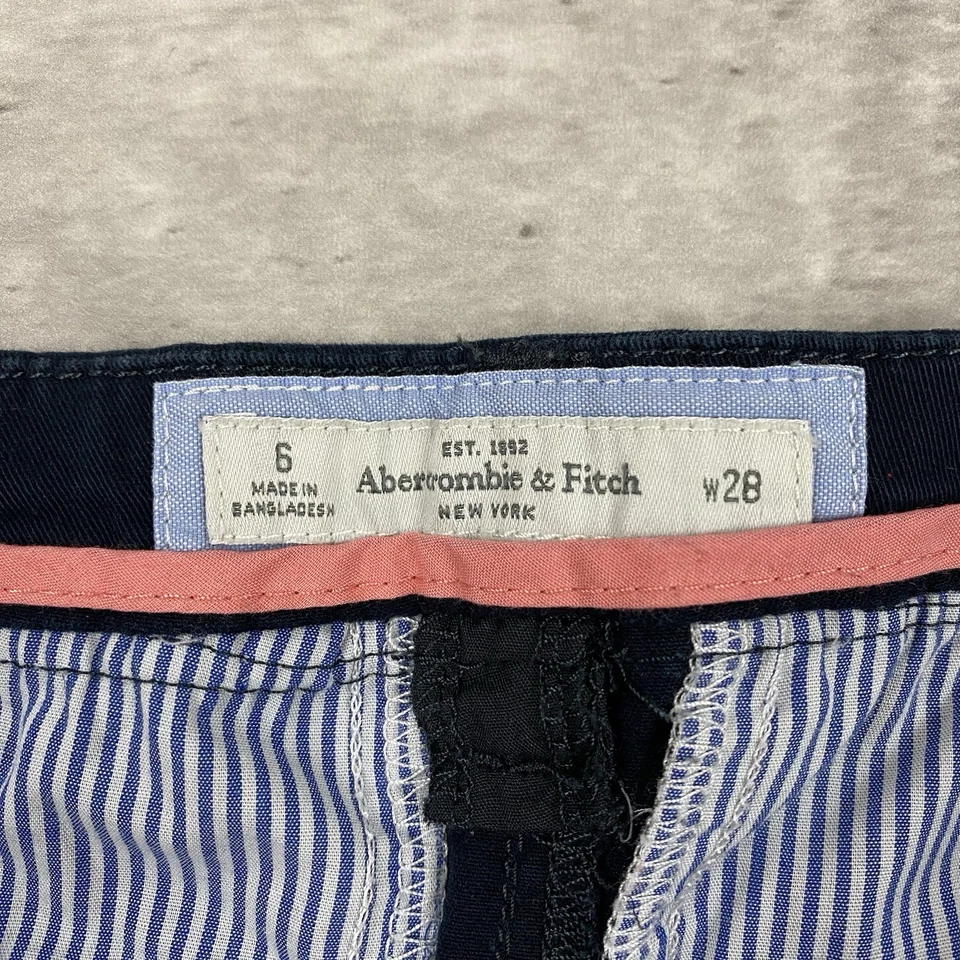 6
MADE IN
BANGLADESH
EST. 1892
Abercrombie & Fitch
NEW YORK
W28